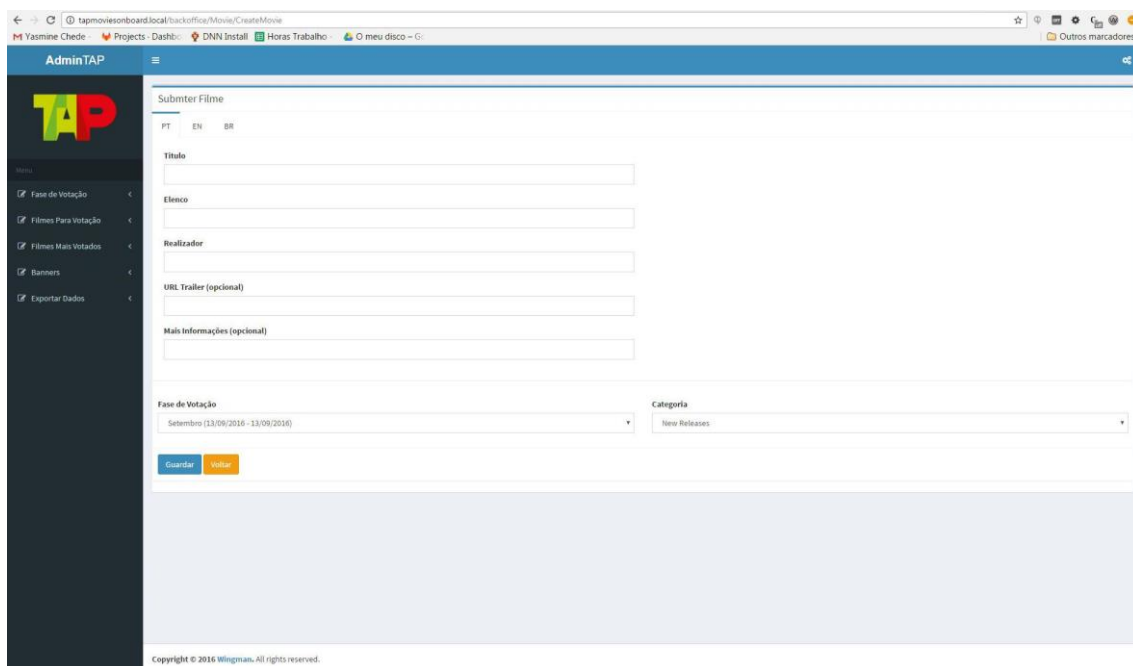 tapmoviesonboard.local/backoffice/Movie/CreateMovie
Yasmine Chede - Projects · Dashbo DNN Install Horas Trabalho - O meu disco – G Outros marcadores
AdminTAP
TAP
Menu
Fase de Votação
Filmes Para Votação
Filmes Mais Votados
Banners
Exportar Dados
Submter Filme
PT EN BR
Titulo
Elenco
Realizador
URL Trailer (opcional)
Mais Informações (opcional)
Fase de Votação Categoria
Setembro (13/09/2016 - 13/09/2016) New Releases
Guardar Voltar
Copyright © 2016 Wingman. All rights reserved.